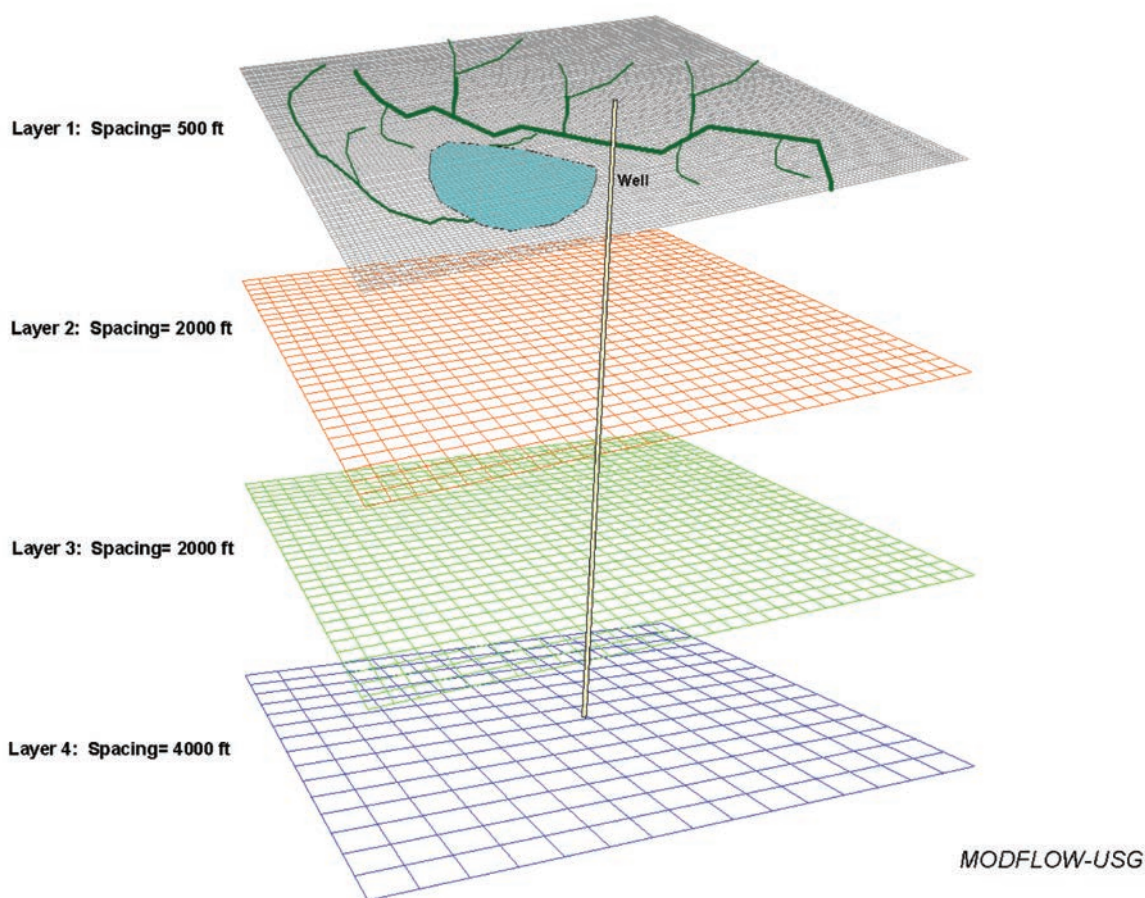 Layer 1: Spacing= 500 ft
Well
Layer 2: Spacing= 2000 ft
Layer 3: Spacing= 2000 ft
Layer 4: Spacing= 4000 ft
MODFLOW-USG